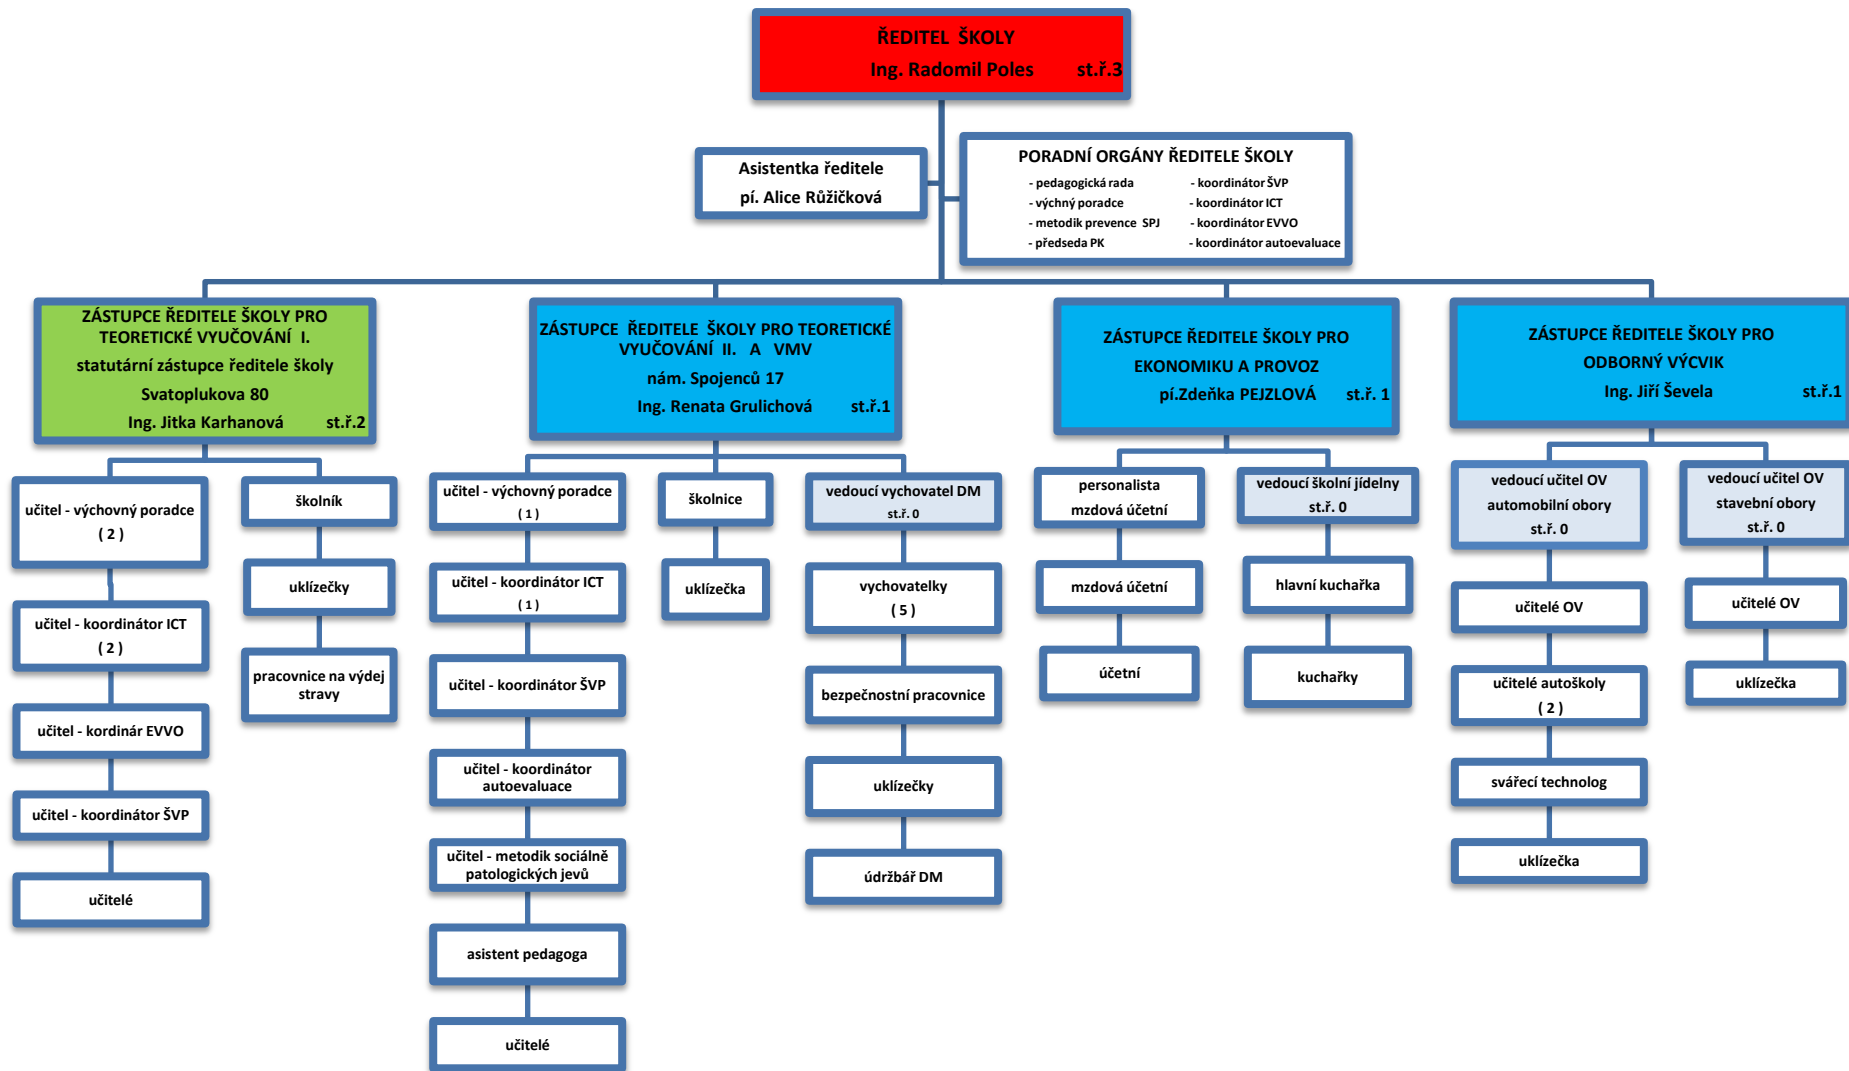 ŘEDITEL ŠKOLY
Ing. Radomil Poles st.ř.3
Asistentka ředitele
pí. Alice Růžičková
PORADNÍ ORGÁNY ŘEDITELE ŠKOLY
- pedagogická rada - koordinátor ŠVP
- výchný poradce - koordinátor ICT
- metodik prevence SPJ - koordinátor EVVO
- předseda PK - koordinátor autoevaluace
ZÁSTUPCE ŘEDITELE ŠKOLY PRO
TEORETICKÉ VYUČOVÁNÍ I.
statutární zástupce ředitele školy
Svatoplukova 80
Ing. Jitka Karhanová st.ř.2
ZÁSTUPCE ŘEDITELE ŠKOLY PRO TEORETICKÉ
VYUČOVÁNÍ II. A VMV
nám. Spojenců 17
Ing. Renata Grulichová st.ř.1
ZÁSTUPCE ŘEDITELE ŠKOLY PRO
EKONOMIKU A PROVOZ
pí.Zdeňka PEJZLOVÁ st.ř. 1
ZÁSTUPCE ŘEDITELE ŠKOLY PRO
ODBORNÝ VÝCVIK
Ing. Jiří Ševela st.ř.1
učitel - výchovný poradce
( 2 )
učitel - koordinátor ICT
( 2 )
učitel - kordinár EVVO
učitel - koordinátor ŠVP
učitelé
školník
uklízečky
pracovnice na výdej
stravy
učitel - výchovný poradce
( 1 )
učitel - koordinátor ICT
( 1 )
učitel - koordinátor ŠVP
učitel - koordinátor
autoevaluace
učitel - metodik sociálně
patologických jevů
asistent pedagoga
učitelé
školnice
uklízečka
vedoucí vychovatel DM
st.ř. 0
vychovatelky
( 5 )
bezpečnostní pracovnice
uklízečky
údržbář DM
personalista
mzdová účetní
mzdová účetní
účetní
vedoucí školní jídelny
st.ř. 0
hlavní kuchařka
kuchařky
vedoucí učitel OV
automobilní obory
st.ř. 0
učitelé OV
učitelé autoškoly
( 2 )
svářecí technolog
uklízečka
vedoucí učitel OV
stavební obory
st.ř. 0
učitelé OV
uklízečka